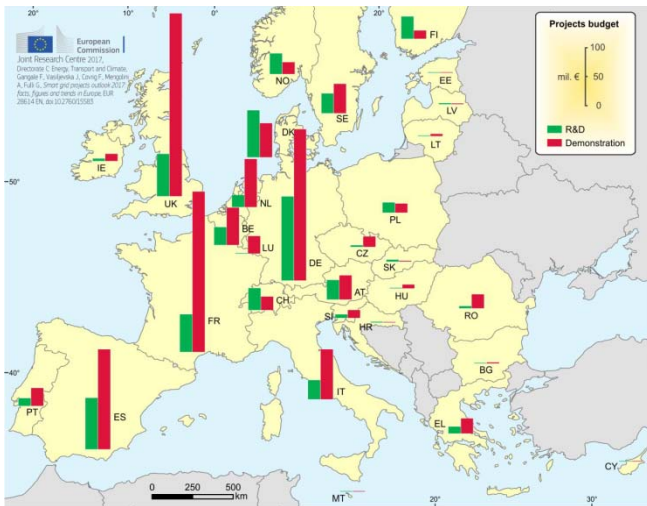 20° 0° 20°
European
Commission
Joint Research Centre 2017,
Directorate C Energy, Transport and Climate,
Gangale F., Vasiljevska J., Covrig F., Mengolini
A., Fulli G., Smart grid projects outlook 2017:
facts, figures and trends in Europe, EUR
28614 EN, doi:10.2760/15583
Projects budget
100
mil. € 50
0
R&D
Demonstration
FI
NO
EE
SE
LV
DK
LT
IE
50°
50°
UK
NL
PL
BE
LU
CZ
DE
SK
AT
HU
CH
RO
SI
HR
FR
40°
40°
BG
IT
PT
ES
EL
CY
0 250 500
km
MT
20° 30°